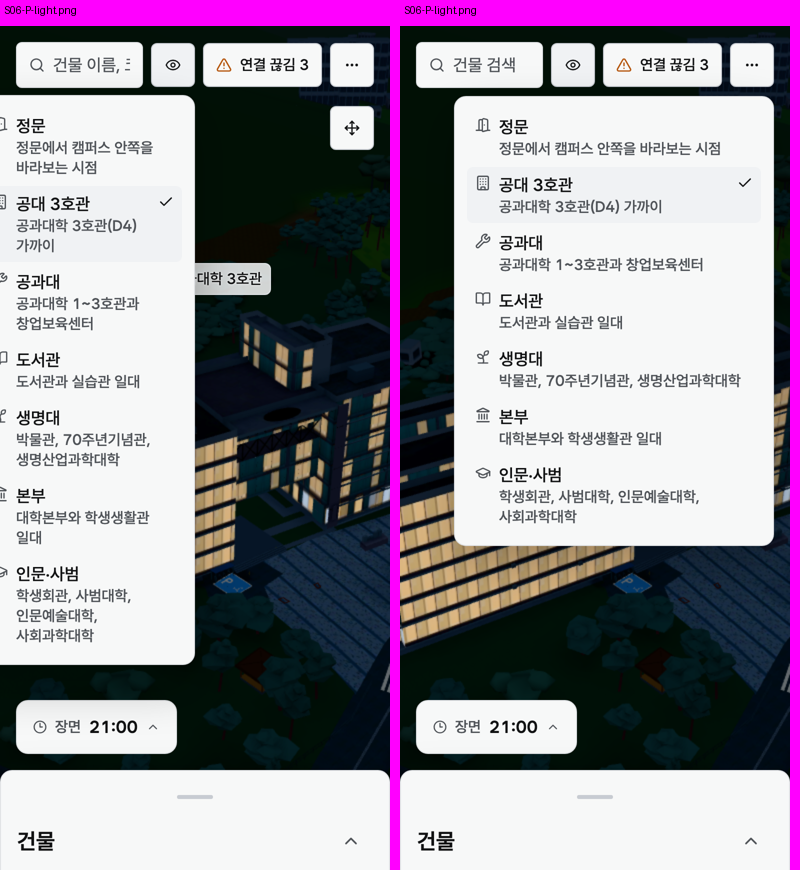 S06-P-light.png
건물 이름,
연결 끊김 3
정문
정문에서 캠퍼스 안쪽을
바라보는 시점
공대 3호관
공과대학 3호관(D4)
가까이
대학 3호관
공과대
공과대학 1~3호관과
창업보육센터
도서관
도서관과 실습관 일대
생명대
박물관, 70주년기념관,
생명산업과학대학
본부
대학본부와 학생생활관
일대
인문·사범
학생회관, 사범대학,
인문예술대학,
사회과학대학
장면 21:00
건물
S06-P-light.png
건물 검색
연결 끊김 3
정문
정문에서 캠퍼스 안쪽을 바라보는 시점
공대 3호관
공과대학 3호관(D4) 가까이
공과대
공과대학 1~3호관과 창업보육센터
도서관
도서관과 실습관 일대
생명대
박물관, 70주년기념관, 생명산업과학대학
본부
대학본부와 학생생활관 일대
인문·사범
학생회관, 사범대학, 인문예술대학,
사회과학대학
장면 21:00
건물